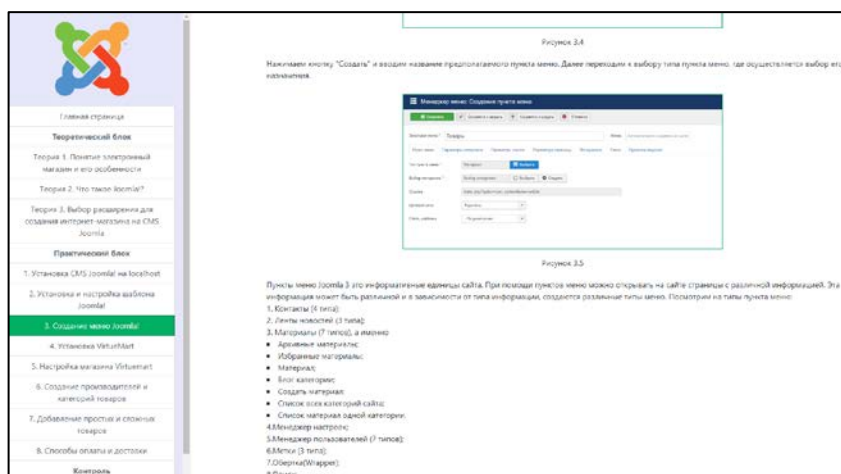 Главная страница
Теоретический блок
Теория 1. Понятие электронный
магазин и его особенности
Теория 2. Что такое Joomla!?
Теория 3. Выбор расширения для
создания интернет-магазина на CMS
Joomla
Практический блок
1. Установка CMS Joomla! на localhost
2. Установка и настройка шаблона
Joomla!
3. Создание меню Joomla!
4. Установка VirtueMart
5. Настройка магазина Virtuemart
6. Создание производителей и
категорий товаров
7. Добавление простых и сложных
товаров
8. Способы оплаты и доставки
Контроль
Рисунок 3.4
Нажимаем кнопку "Создать" и вводим название предполагаемого пункта меню. Далее переходим к выбору типа пункта меню, где осуществляется выбор его
назначения.
Менеджер меню: Создание пункта меню
Товары
Рисунок 3.5
Пункты меню Joomla 3 это информативные единицы сайта. При помощи пунктов меню можно открывать на сайте страницы с различной информацией. Эта
информация может быть различной и в зависимости от типа информации, создаются различные типы меню. Посмотрим на типы пункта меню:
1. Контакты (4 типа);
2. Ленты новостей (3 типа);
3. Материалы (7 типов), а именно
Архивные материалы;
Избранные материалы;
Материал;
Блог категории;
Создать материал;
Список всех категорий сайта;
Список материал одной категории.
4.Менеджер настроек;
5.Менеджер пользователей (7 типов);
6.Метки (3 типа);
7.Обертка(Wrapper);